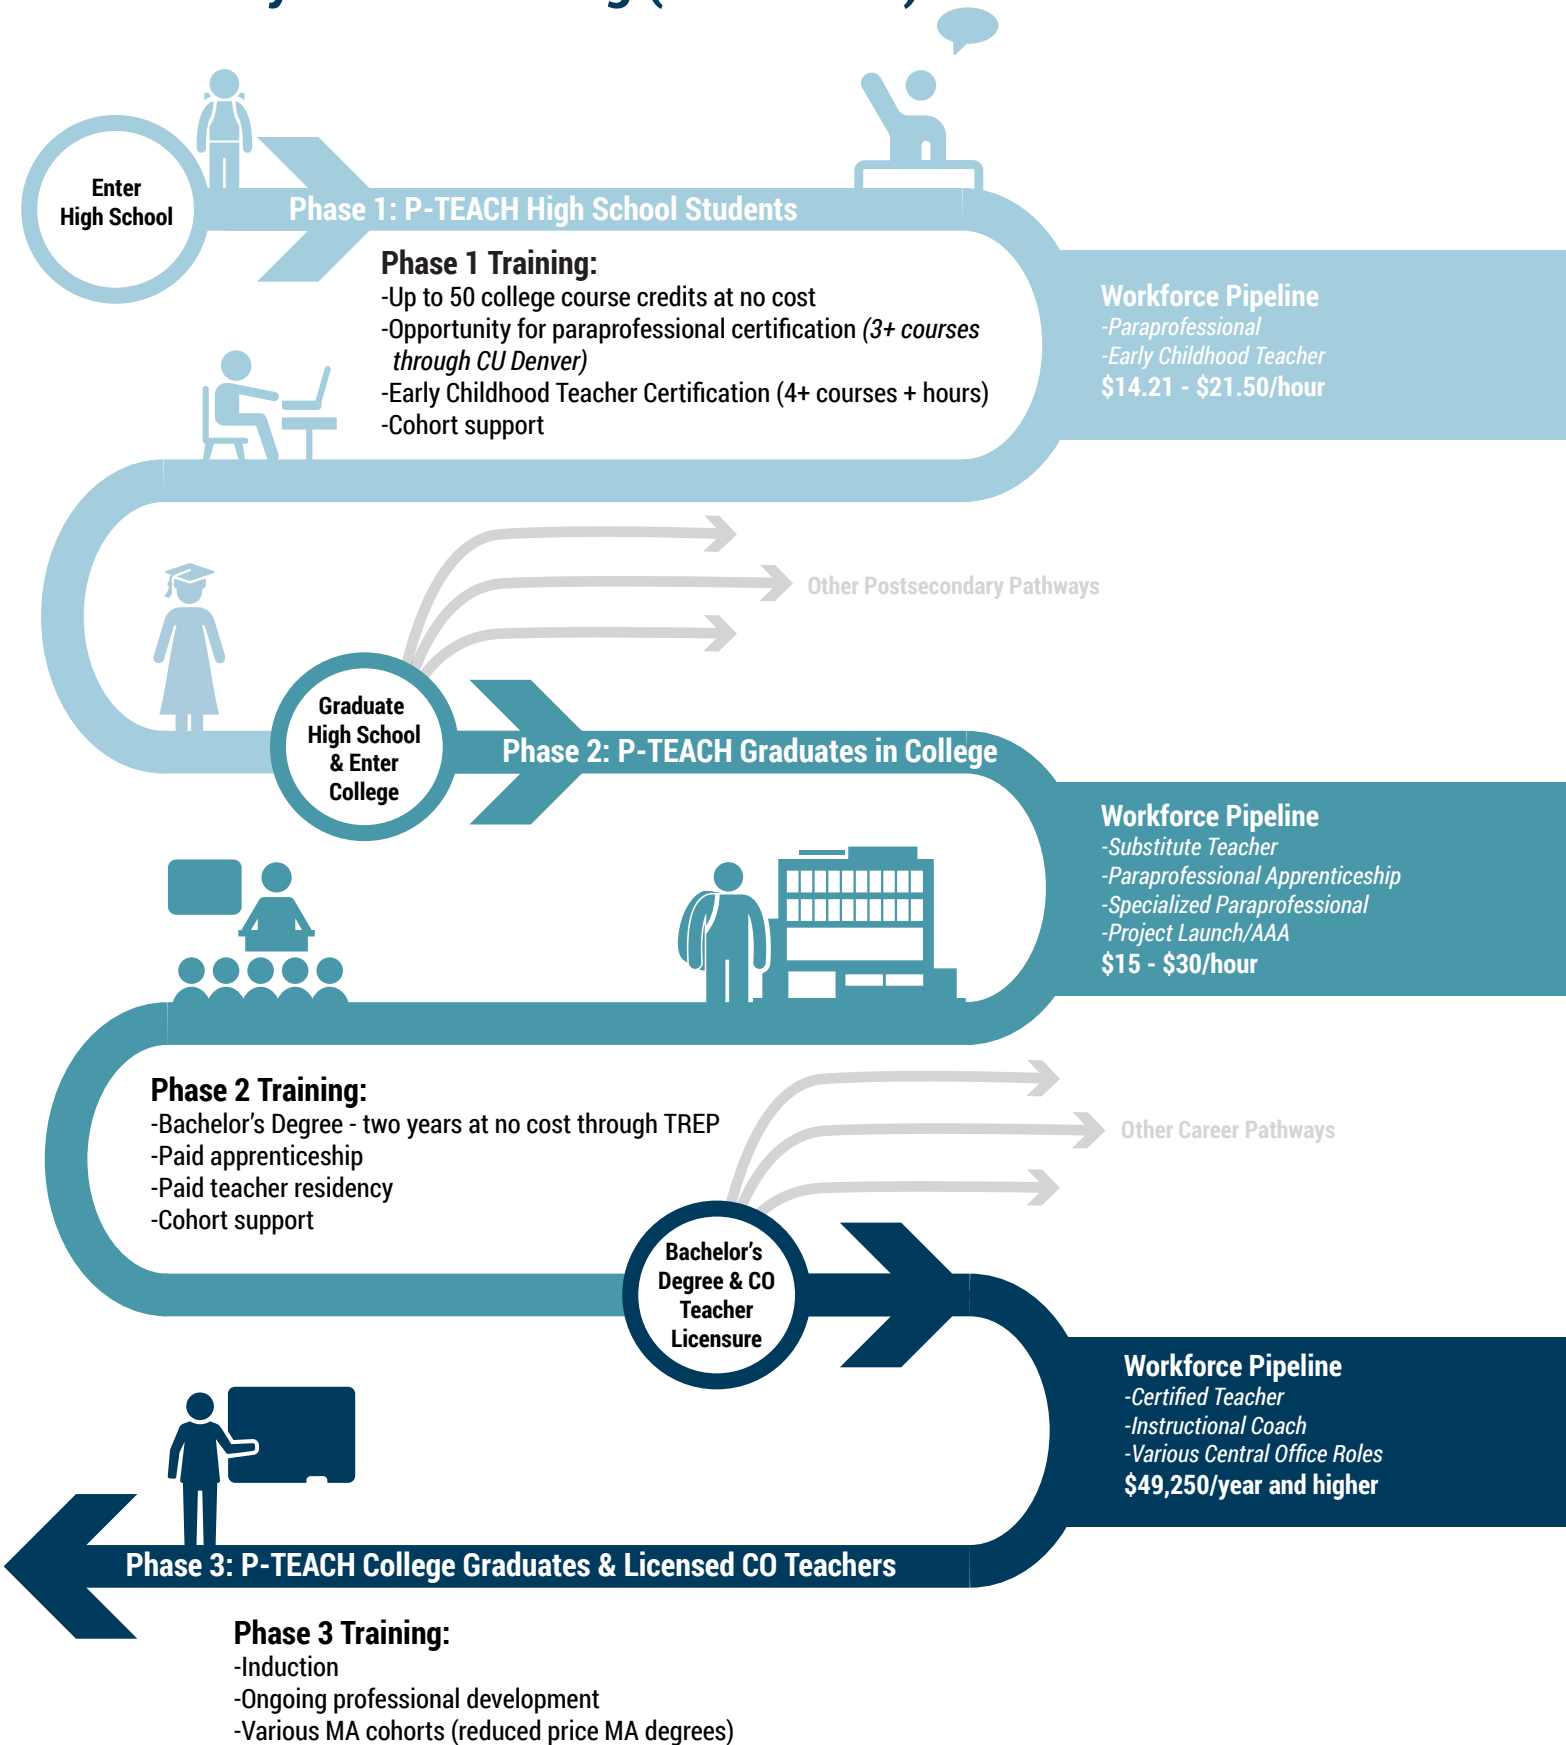 Enter
High School
Phase 1: P-TEACH High School Students
Phase 1 Training:
-Up to 50 college course credits at no cost
-Opportunity for paraprofessional certification (3+ courses
through CU Denver)
-Early Childhood Teacher Certification (4+ courses + hours)
-Cohort support
Workforce Pipeline
-Paraprofessional
-Early Childhood Teacher
$14.21 - $21.50/hour
Other Postsecondary Pathways
Graduate
High School
& Enter
College
Phase 2: P-TEACH Graduates in College
Workforce Pipeline
-Substitute Teacher
-Paraprofessional Apprenticeship
-Specialized Paraprofessional
-Project Launch/AAA
$15 - $30/hour
Phase 2 Training:
-Bachelor's Degree - two years at no cost through TREP
-Paid apprenticeship
-Paid teacher residency
-Cohort support
Other Career Pathways
Bachelor's
Degree & CO
Teacher
Licensure
Workforce Pipeline
-Certified Teacher
-Instructional Coach
-Various Central Office Roles
$49,250/year and higher
Phase 3: P-TEACH College Graduates & Licensed CO Teachers
Phase 3 Training:
-Induction
-Ongoing professional development
-Various MA cohorts (reduced price MA degrees)